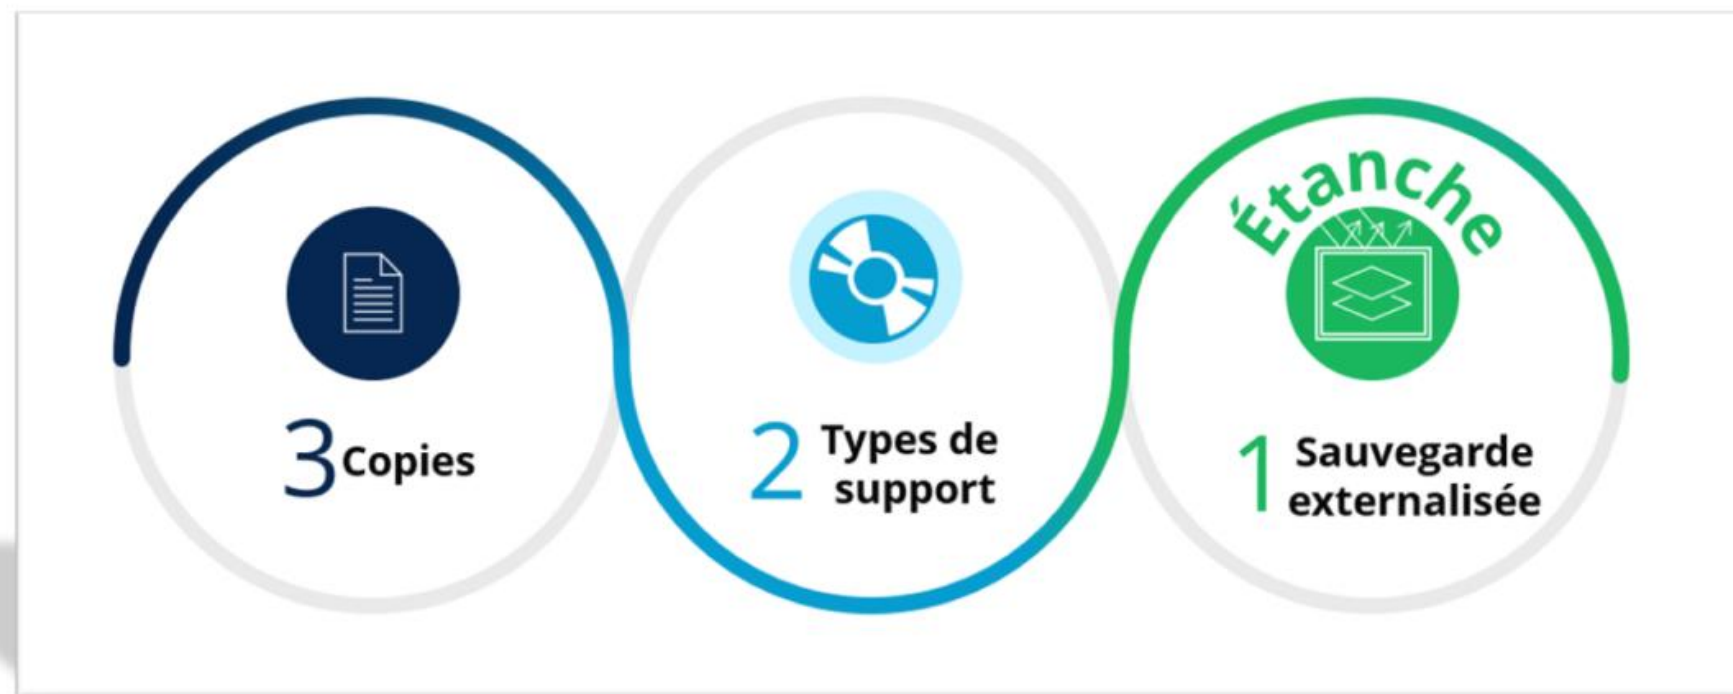 3 Copies
2 Types de
support
Étanche
1 Sauvegarde
externalisée